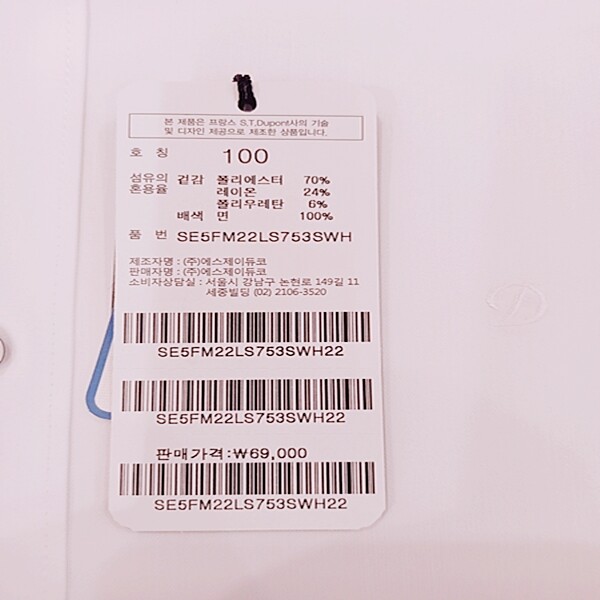 본 제품은 프랑스 S.T,Dupont사의 기술
및 디자인 제공으로 제조한 상품입니다.
호 칭 100
섬유의 겉감 폴리에스터 70%
혼용율 레이온 24%
폴리우레탄 6%
배색 면 100%
품 번 SE5FM22LS753SWH
제조자명 : (주)에스제이듀코
판매자명 : (주)에스제이듀코
소비자상담실 : 서울시 강남구 논현로 149길 11
세중빌딩 (02) 2106-3520
SE5FM22LS753SWH22
SE5FM22LS753SWH22
판매가격:₩69,000
SE5FM22LS753SWH22
D